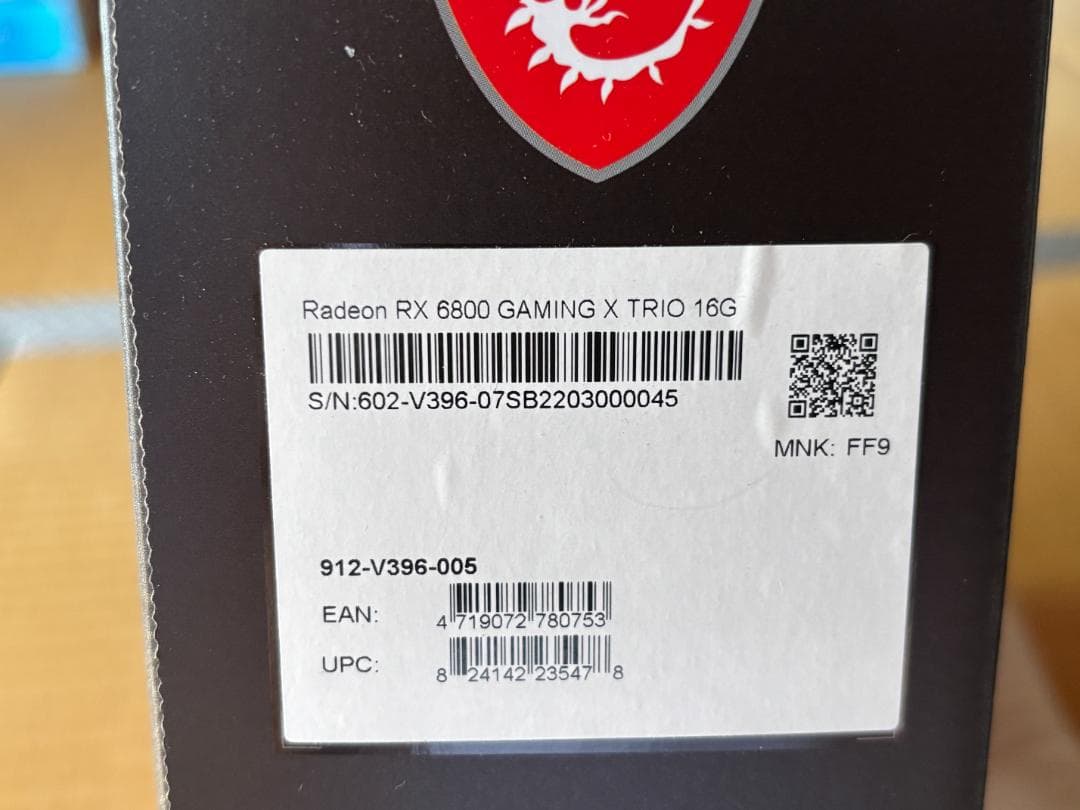 Radeon RX 6800 GAMING X TRIO 16G
S/N:602-V396-07SB2203000045
MNK: FF9
912-V396-005
EAN: 4 719072 780753
UPC: 8 24142 23547 8